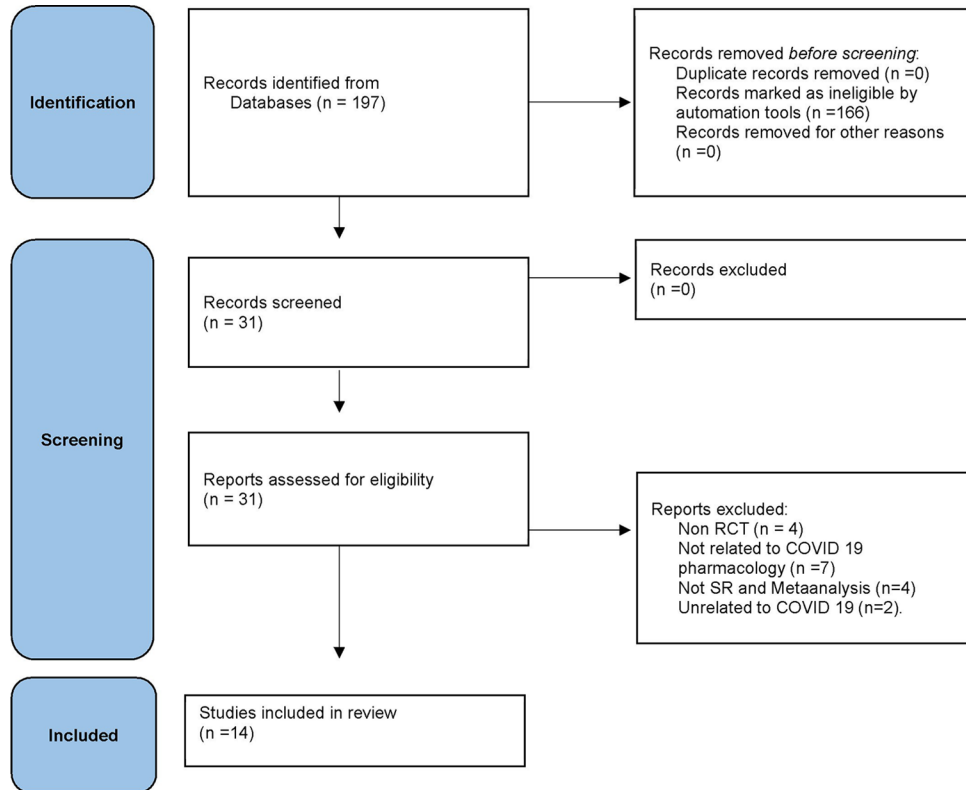 Identification
Records identified from
Databases (n = 197)
Records removed before screening:
Duplicate records removed (n =0)
Records marked as ineligible by
automation tools (n =166)
Records removed for other reasons
(n =0)
Screening
Records screened
(n = 31)
Records excluded
(n =0)
Reports assessed for eligibility
(n = 31)
Reports excluded:
Non RCT (n = 4)
Not related to COVID 19
pharmacology (n =7)
Not SR and Metaanalysis (n=4)
Unrelated to COVID 19 (n=2).
Included
Studies included in review
(n =14)